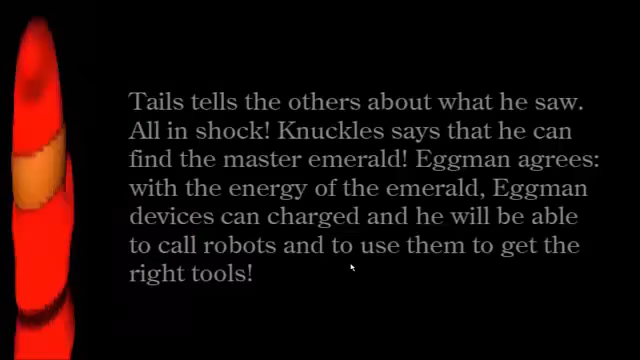 Tails tells the others about what he saw.
All in shock! Knuckles says that he can
find the master emerald! Eggman agrees:
with the energy of the emerald, Eggman
devices can charged and he will be able
to call robots and to use them to get the
right tools!